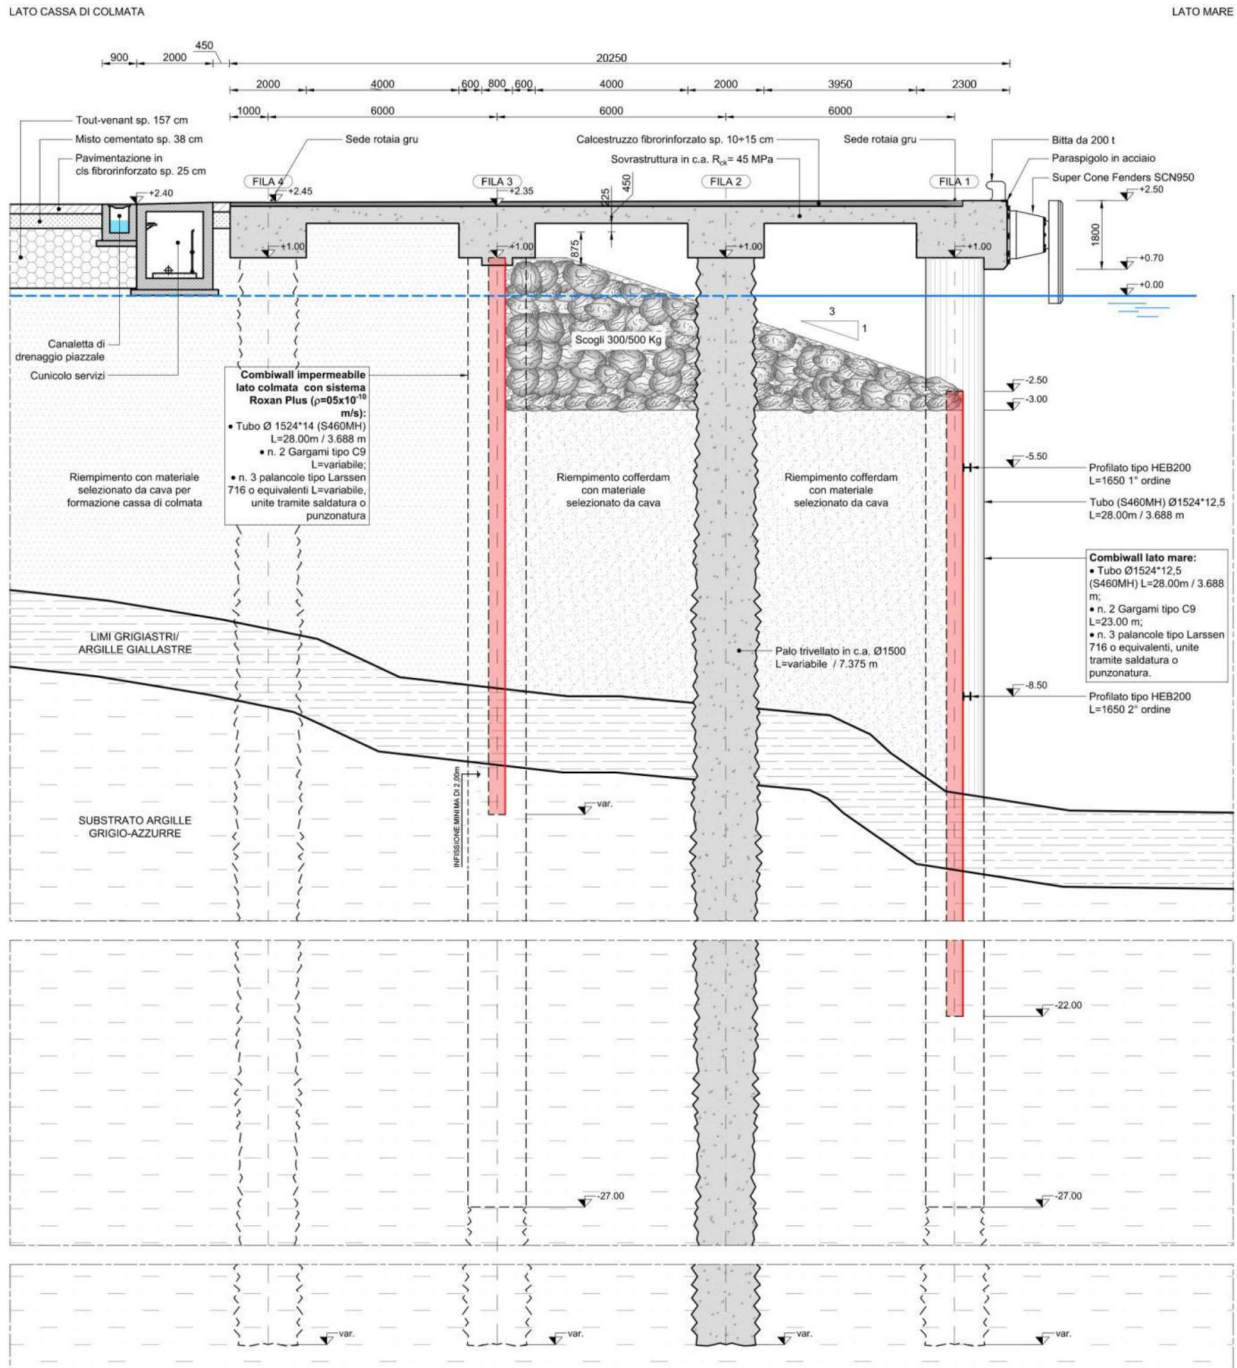 LATO CASSA DI COLMATA
LATO MARE
450
900
2000
20250
2000
4000
600
800
600
4000
2000
3950
2300
1000
6000
6000
6000
Tout-venant sp. 157 cm
Misto cementato sp. 38 cm
Pavimentazione in
cls fibrorinforzato sp. 25 cm
Sede rotaia gru
Calcestruzzo fibrorinforzato sp. 10÷15 cm
Sovrastruttura in c.a. Rck= 45 MPa
Sede rotaia gru
Bitta da 200 t
Paraspigolo in acciaio
Super Cone Fenders SCN950
FILA 4
FILA 3
FILA 2
FILA 1
+2.40
+2.45
+2.35
225
450
+2.50
1800
+1.00
+1.00
875
+1.00
+1.00
+0.70
+0.00
3
1
Scogli 300/500 Kg
Canaletta di
drenaggio piazzale
Cunicolo servizi
Combiwall impermeabile
lato colmata con sistema
Roxan Plus (ρ=05x10-10
m/s):
• Tubo Ø 1524*14 (S460MH)
L=28.00m / 3.688 m
• n. 2 Gargami tipo C9
L=variabile;
• n. 3 palancole tipo Larssen
716 o equivalenti L=variabile,
unite tramite saldatura o
punzonatura
-2.50
-3.00
-5.50
Profilato tipo HEB200
L=1650 1° ordine
Tubo (S460MH) Ø1524*12,5
L=28.00m / 3.688 m
Riempimento con materiale
selezionato da cava per
formazione cassa di colmata
Riempimento cofferdam
con materiale
selezionato da cava
Riempimento cofferdam
con materiale
selezionato da cava
Combiwall lato mare:
• Tubo Ø1524*12,5
(S460MH) L=28.00m / 3.688
m;
• n. 2 Gargami tipo C9
L=23.00 m;
• n. 3 palancole tipo Larssen
716 o equivalenti, unite
tramite saldatura o
punzonatura.
LIMI GRIGIASTRI/
ARGILLE GIALLASTRE
Palo trivellato in c.a. Ø1500
L=variabile / 7.375 m
-8.50
Profilato tipo HEB200
L=1650 2° ordine
INFISSIONE MINIMA DI 2.00m
var.
SUBSTRATO ARGILLE
GRIGIO-AZZURRE
-22.00
-27.00
-27.00
var.
var.
var.
var.